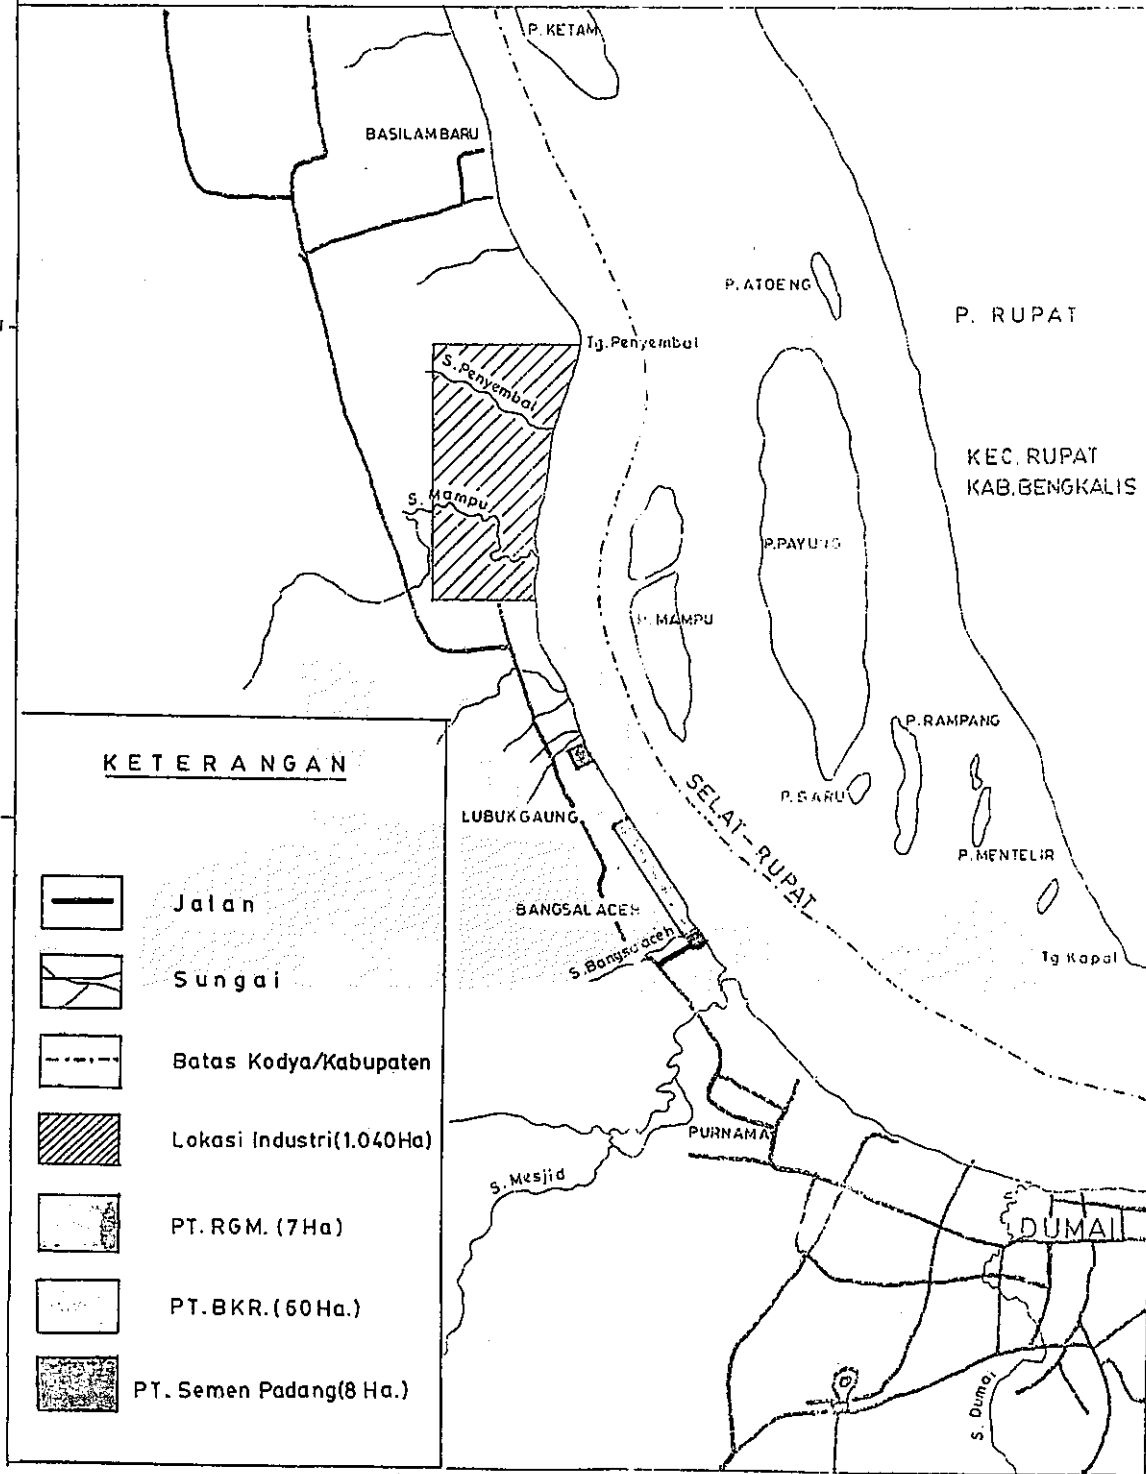 P. KETAM
BASILAM BARU
P. ATOENG
P. RUPAT
Tg. Penyembal
S. Penyembal
KEC. RUPAT
KAB. BENGKALIS
S. Mampu
P. PAYUNG
P. MAMPU
P. RAMPANG
KETERANGAN
SELAT-RUPAT
P. BARU
LUBUKGAUNG
P. MENTELIR
Jalan
BANGSAL ACEH
S. Bangsal aceh
Tg Kapal
Sungai
Batas Kodya/Kabupaten
Lokasi Industri (1.040 Ha)
PURNAMA
S. Mesjid
PT. RGM. (7 Ha)
DUMAI
PT. BKR. (60 Ha.)
PT. Semen Padang (8 Ha.)
S. Dumai